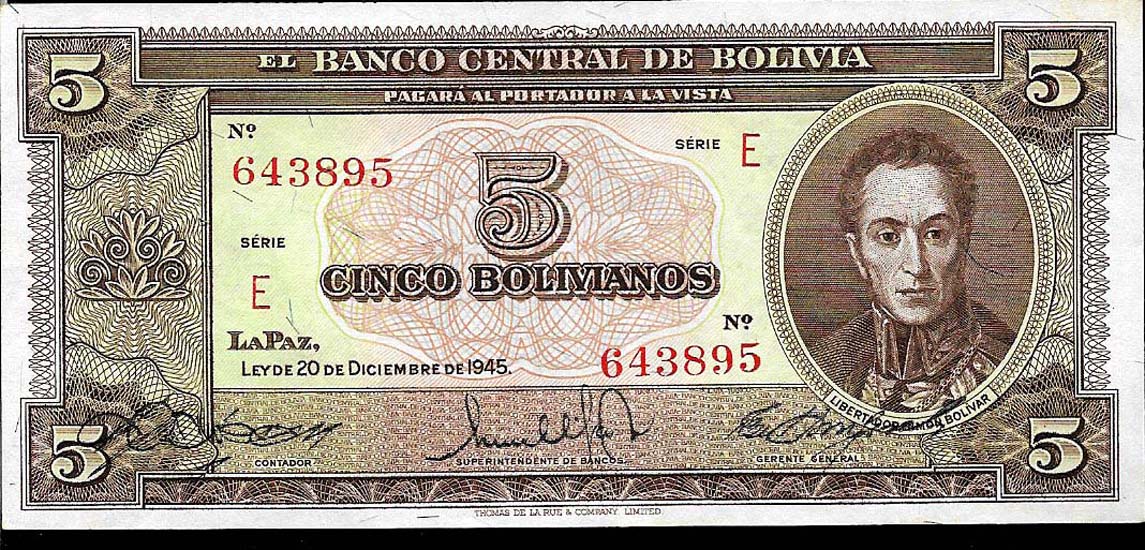 5 5
EL BANCO CENTRAL DE BOLIVIA
PAGARÁ AL PORTADOR A LA VISTA
Nº
643895
SÉRIE E
5
SÉRIE
E
CINCO BOLIVIANOS
Nº
643895
LA PAZ,
LEY DE 20 DE DICIEMBRE DE 1945.
LIBERTADOR SIMON BOLÍVAR
5 5
CONTADOR
SUPERINTENDENTE DE BANCOS
GERENTE GENERAL
THOMAS DE LA RUE & COMPANY, LIMITED.